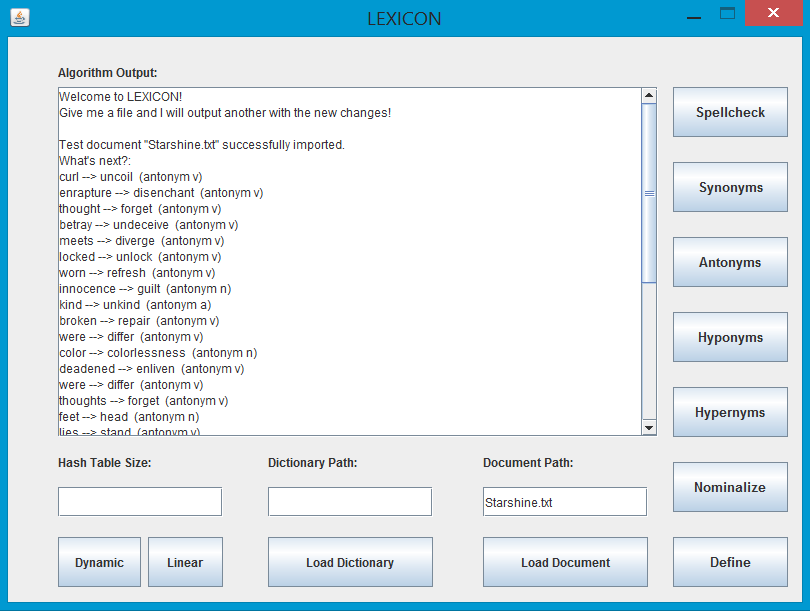 LEXICON
Algorithm Output:
Welcome to LEXICON!
Give me a file and I will output another with the new changes!
Test document "Starshine.txt" successfully imported.
What's next?:
curl --> uncoil (antonym v)
enrapture --> disenchant (antonym v)
thought --> forget (antonym v)
betray --> undeceive (antonym v)
meets --> diverge (antonym v)
locked --> unlock (antonym v)
worn --> refresh (antonym v)
innocence --> guilt (antonym n)
kind --> unkind (antonym a)
broken --> repair (antonym v)
were --> differ (antonym v)
color --> colorlessness (antonym n)
deadened --> enliven (antonym v)
were --> differ (antonym v)
thoughts --> forget (antonym v)
feet --> head (antonym n)
lies --> stand (antonym v)
Spellcheck
Synonyms
Antonyms
Hyponyms
Hypernyms
Nominalize
Define
Hash Table Size:
Dictionary Path:
Document Path:
Starshine.txt
Dynamic
Linear
Load Dictionary
Load Document